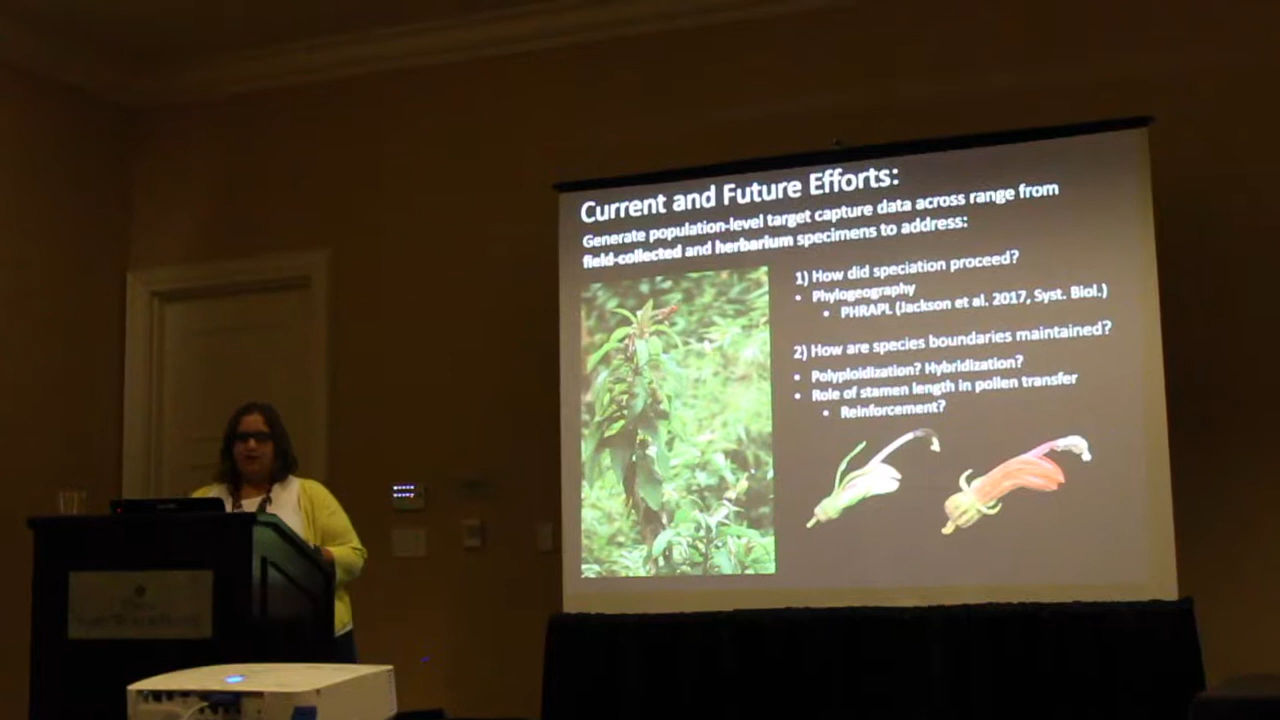 Current and Future Efforts:
Generate population-level target capture data across range from
field-collected and herbarium specimens to address:
1) How did speciation proceed?
• Phylogeography
• PHRAPL (Jackson et al. 2017, Syst. Biol.)
2) How are species boundaries maintained?
• Polyploidization? Hybridization?
• Role of stamen length in pollen transfer
• Reinforcement?